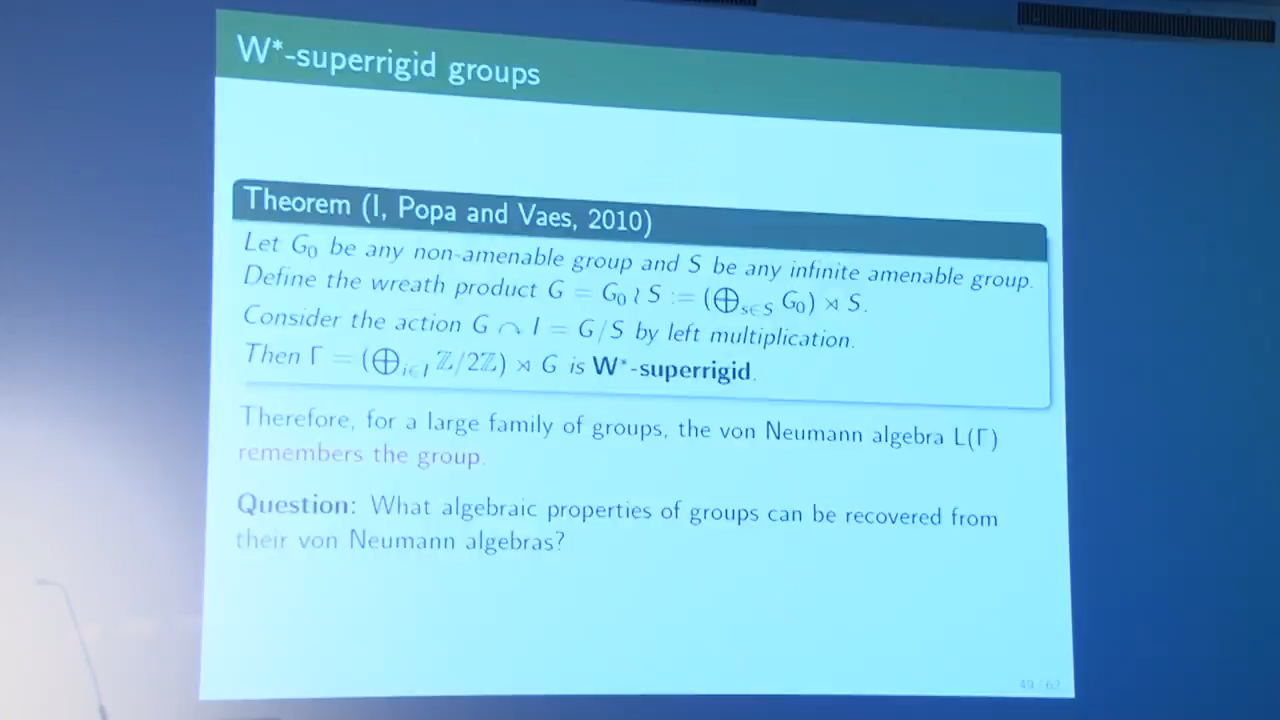 W*-superrigid groups
Theorem (I, Popa and Vaes, 2010)
Let G₀ be any non-amenable group and S be any infinite amenable group.
Define the wreath product G = G₀ ≀ S := (⊕_{s∈S} G₀) ⋊ S.
Consider the action G ↷ I = G/S by left multiplication.
Then Γ = (⊕_{i∈I} ℤ/2ℤ) ⋊ G is W*-superrigid.
Therefore, for a large family of groups, the von Neumann algebra L(Γ)
remembers the group.
Question: What algebraic properties of groups can be recovered from
their von Neumann algebras?
49 / 62